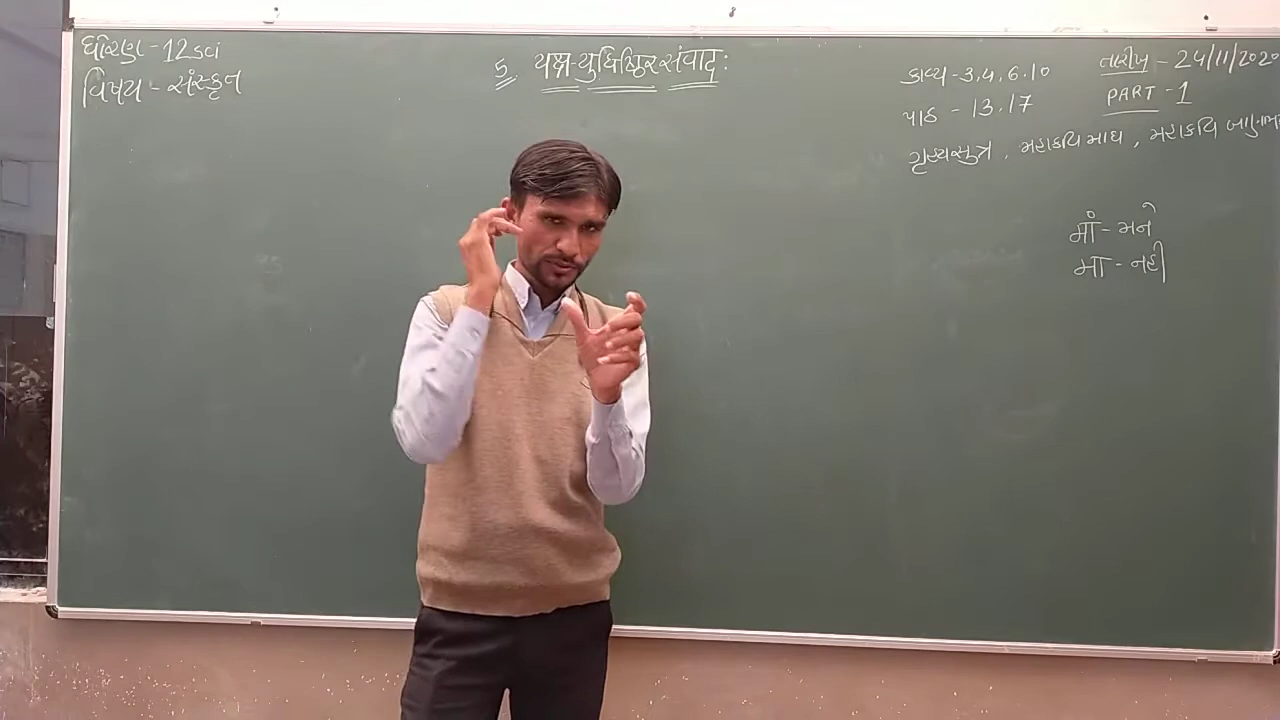 ધોરણ - 12 sci
વિષય - સંસ્કૃત
5 यक्ष-युधिष्ठिर संवादः
કાવ્ય - 3,4,6,10
પાઠ - 13,17
તારીખ - 24/11/2020
PART - 1
ગૃહ્યસૂત્ર, મહાકવિ માઘ, મહાકવિ
માં - મને
મા - નહીં